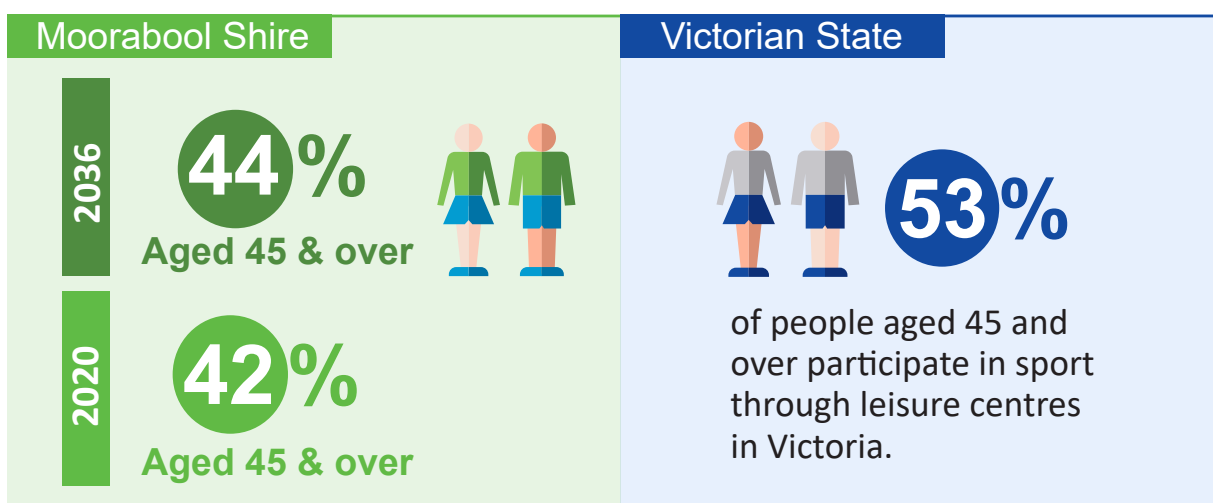 Moorabool Shire
2036
44%
Aged 45 & over
2020
42%
Aged 45 & over
Victorian State
53%
of people aged 45 and
over participate in sport
through leisure centres
in Victoria.